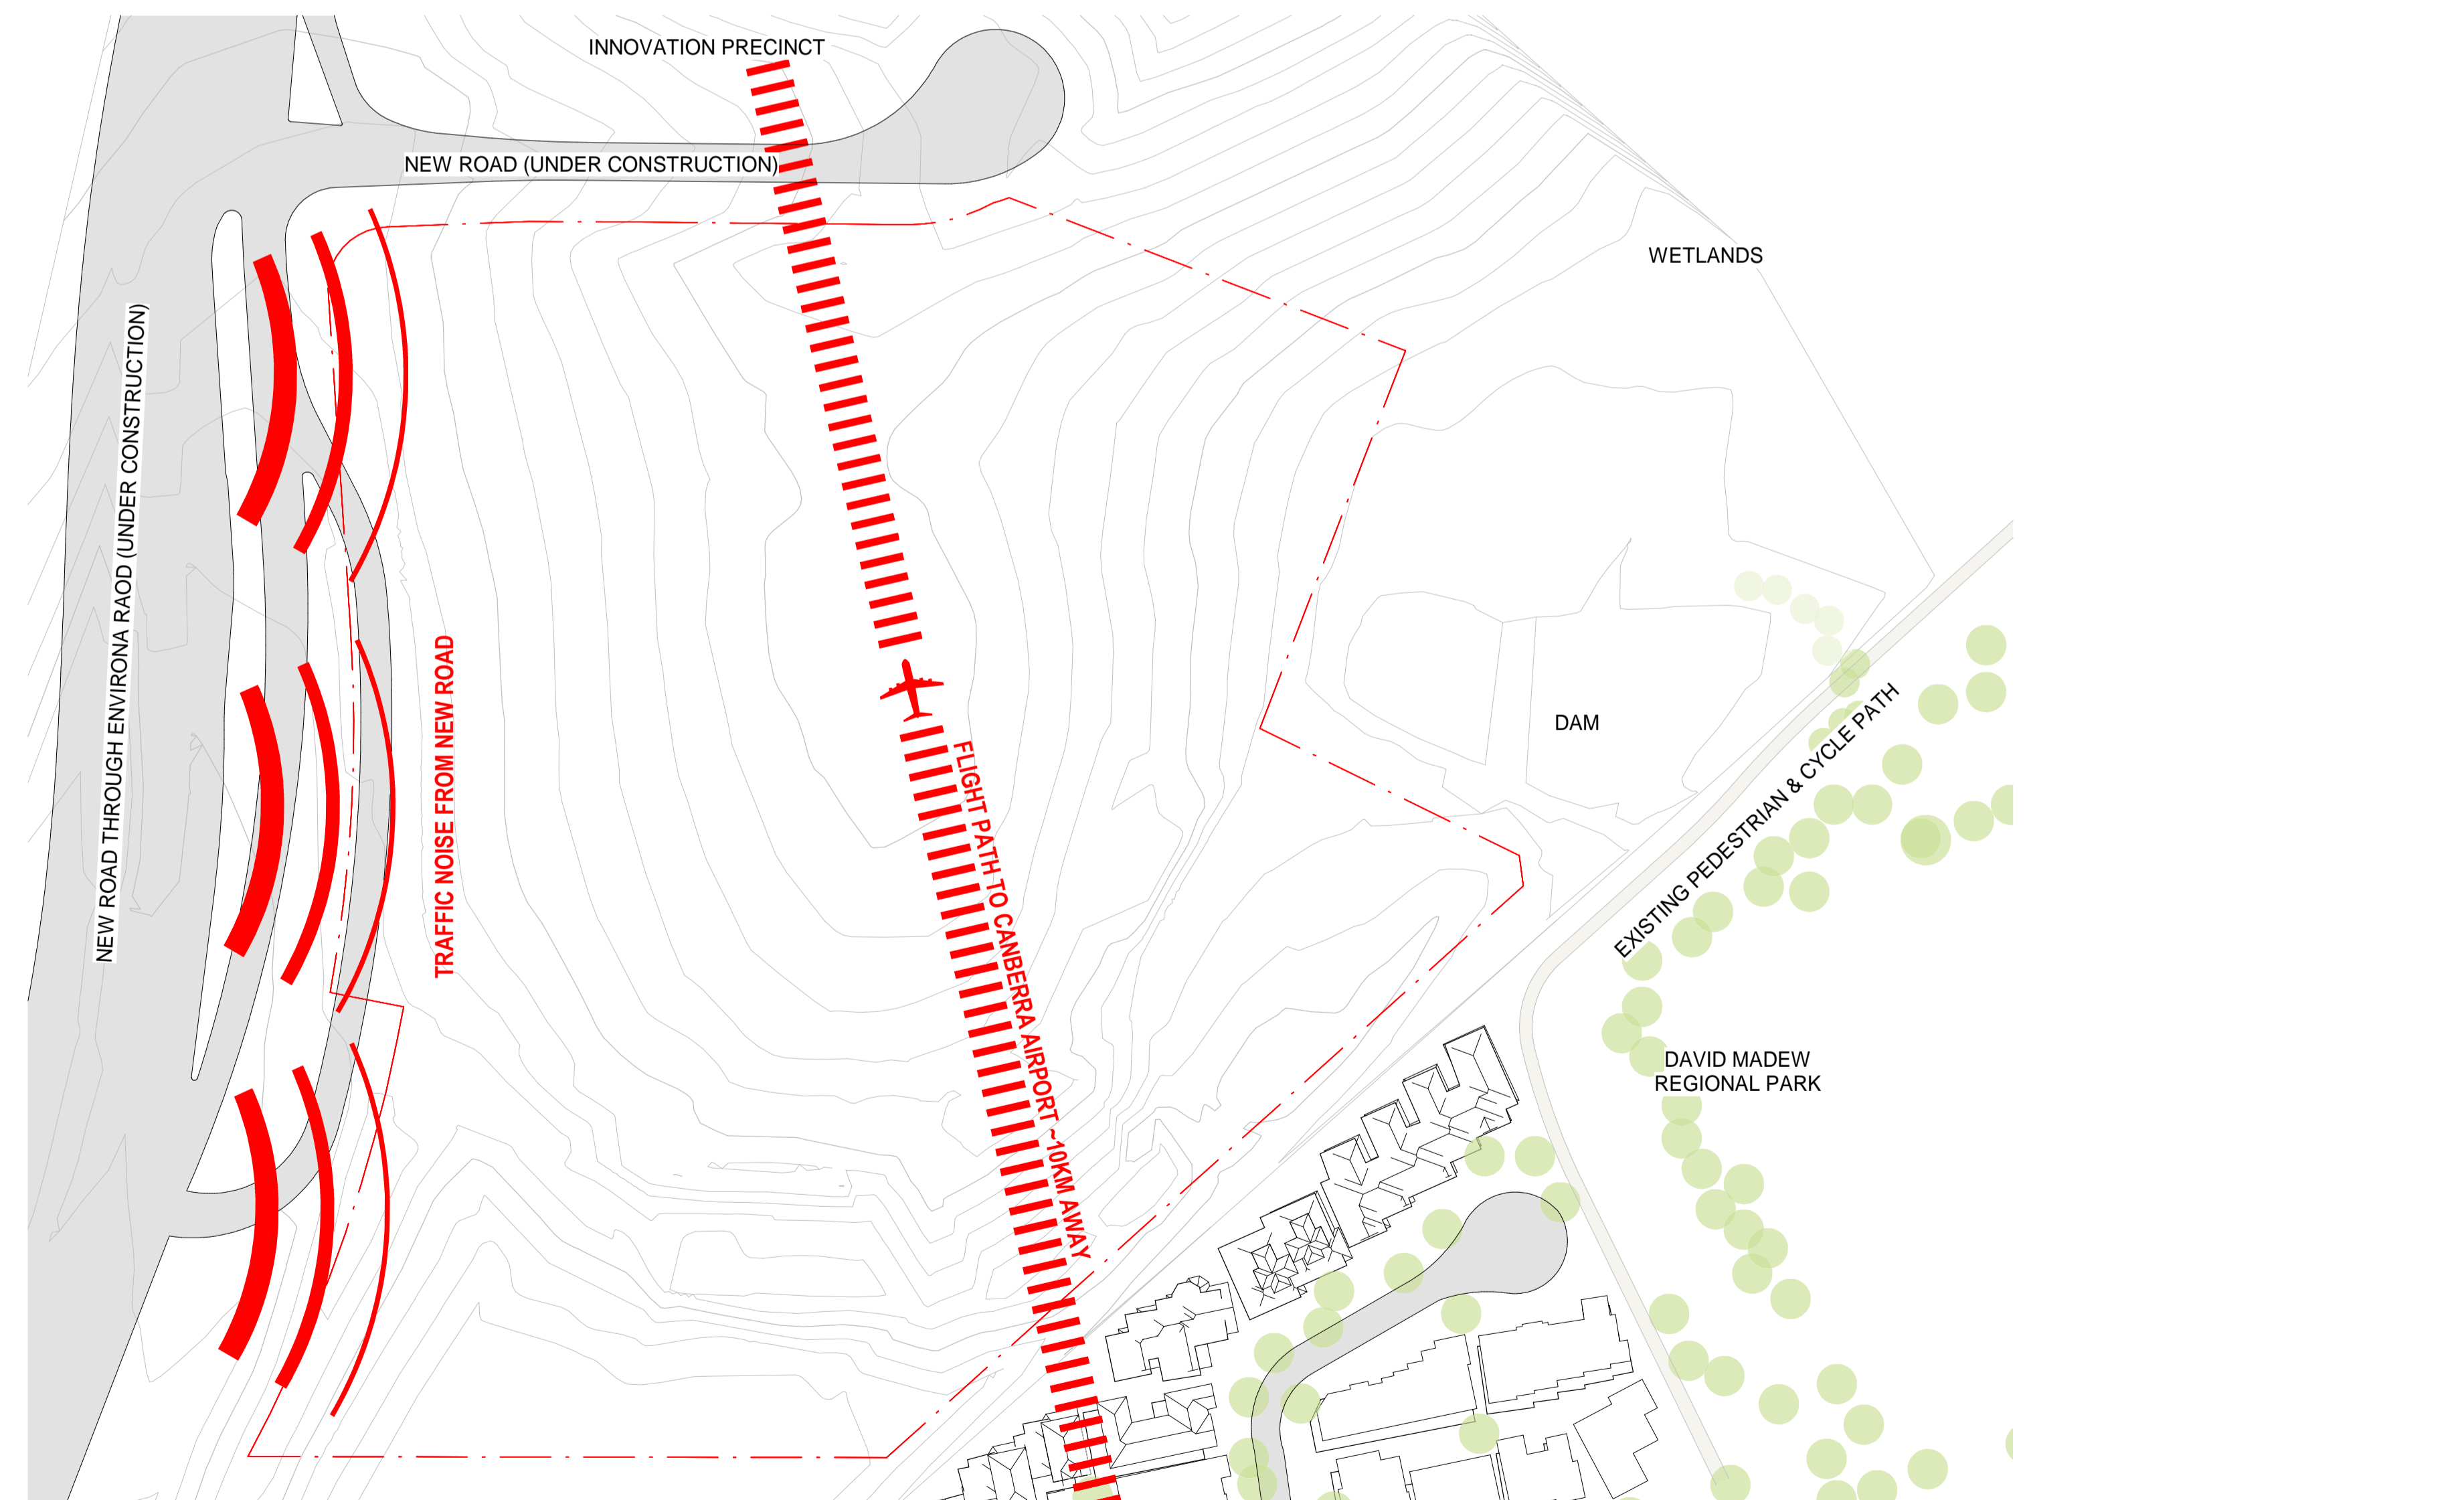 INNOVATION PRECINCT
NEW ROAD (UNDER CONSTRUCTION)
WETLANDS
NEW ROAD THROUGH ENVIRONA RAOD (UNDER CONSTRUCTION)
TRAFFIC NOISE FROM NEW ROAD
FLIGHT PATH TO CANBERRA AIRPORT ~10KM AWAY
DAM
EXISTING PEDESTRIAN & CYCLE PATH
DAVID MADEW
REGIONAL PARK